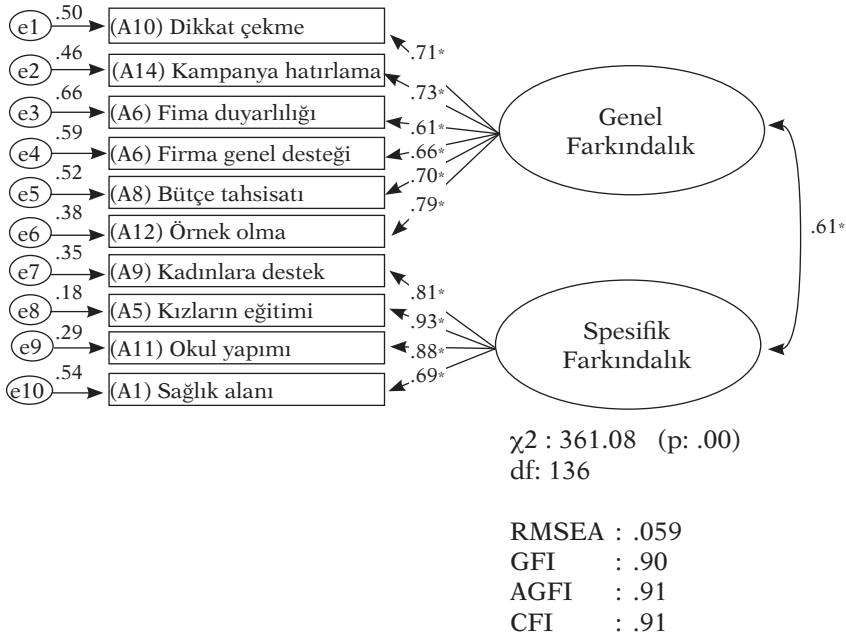 e1 .50 (A10) Dikkat çekme .71*
e2 .46 (A14) Kampanya hatırlama .73*
e3 .66 (A6) Fima duyarlılığı .61*
e4 .59 (A6) Firma genel desteği .66*
e5 .52 (A8) Bütçe tahsisatı .70*
e6 .38 (A12) Örnek olma .79*
e7 .35 (A9) Kadınlara destek .81*
e8 .18 (A5) Kızların eğitimi .93*
e9 .29 (A11) Okul yapımı .88*
e10 .54 (A1) Sağlık alanı .69*
Genel
Farkındalık
.61*
Spesifik
Farkındalık
χ2 : 361.08 (p: .00)
df: 136
RMSEA : .059
GFI : .90
AGFI : .91
CFI : .91